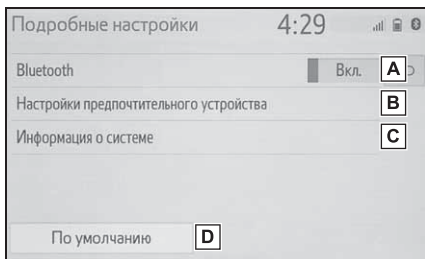 Подробные настройки 4:29
Bluetooth Вкл. A
Настройки предпочтительного устройства B
Информация о системе C
По умолчанию D